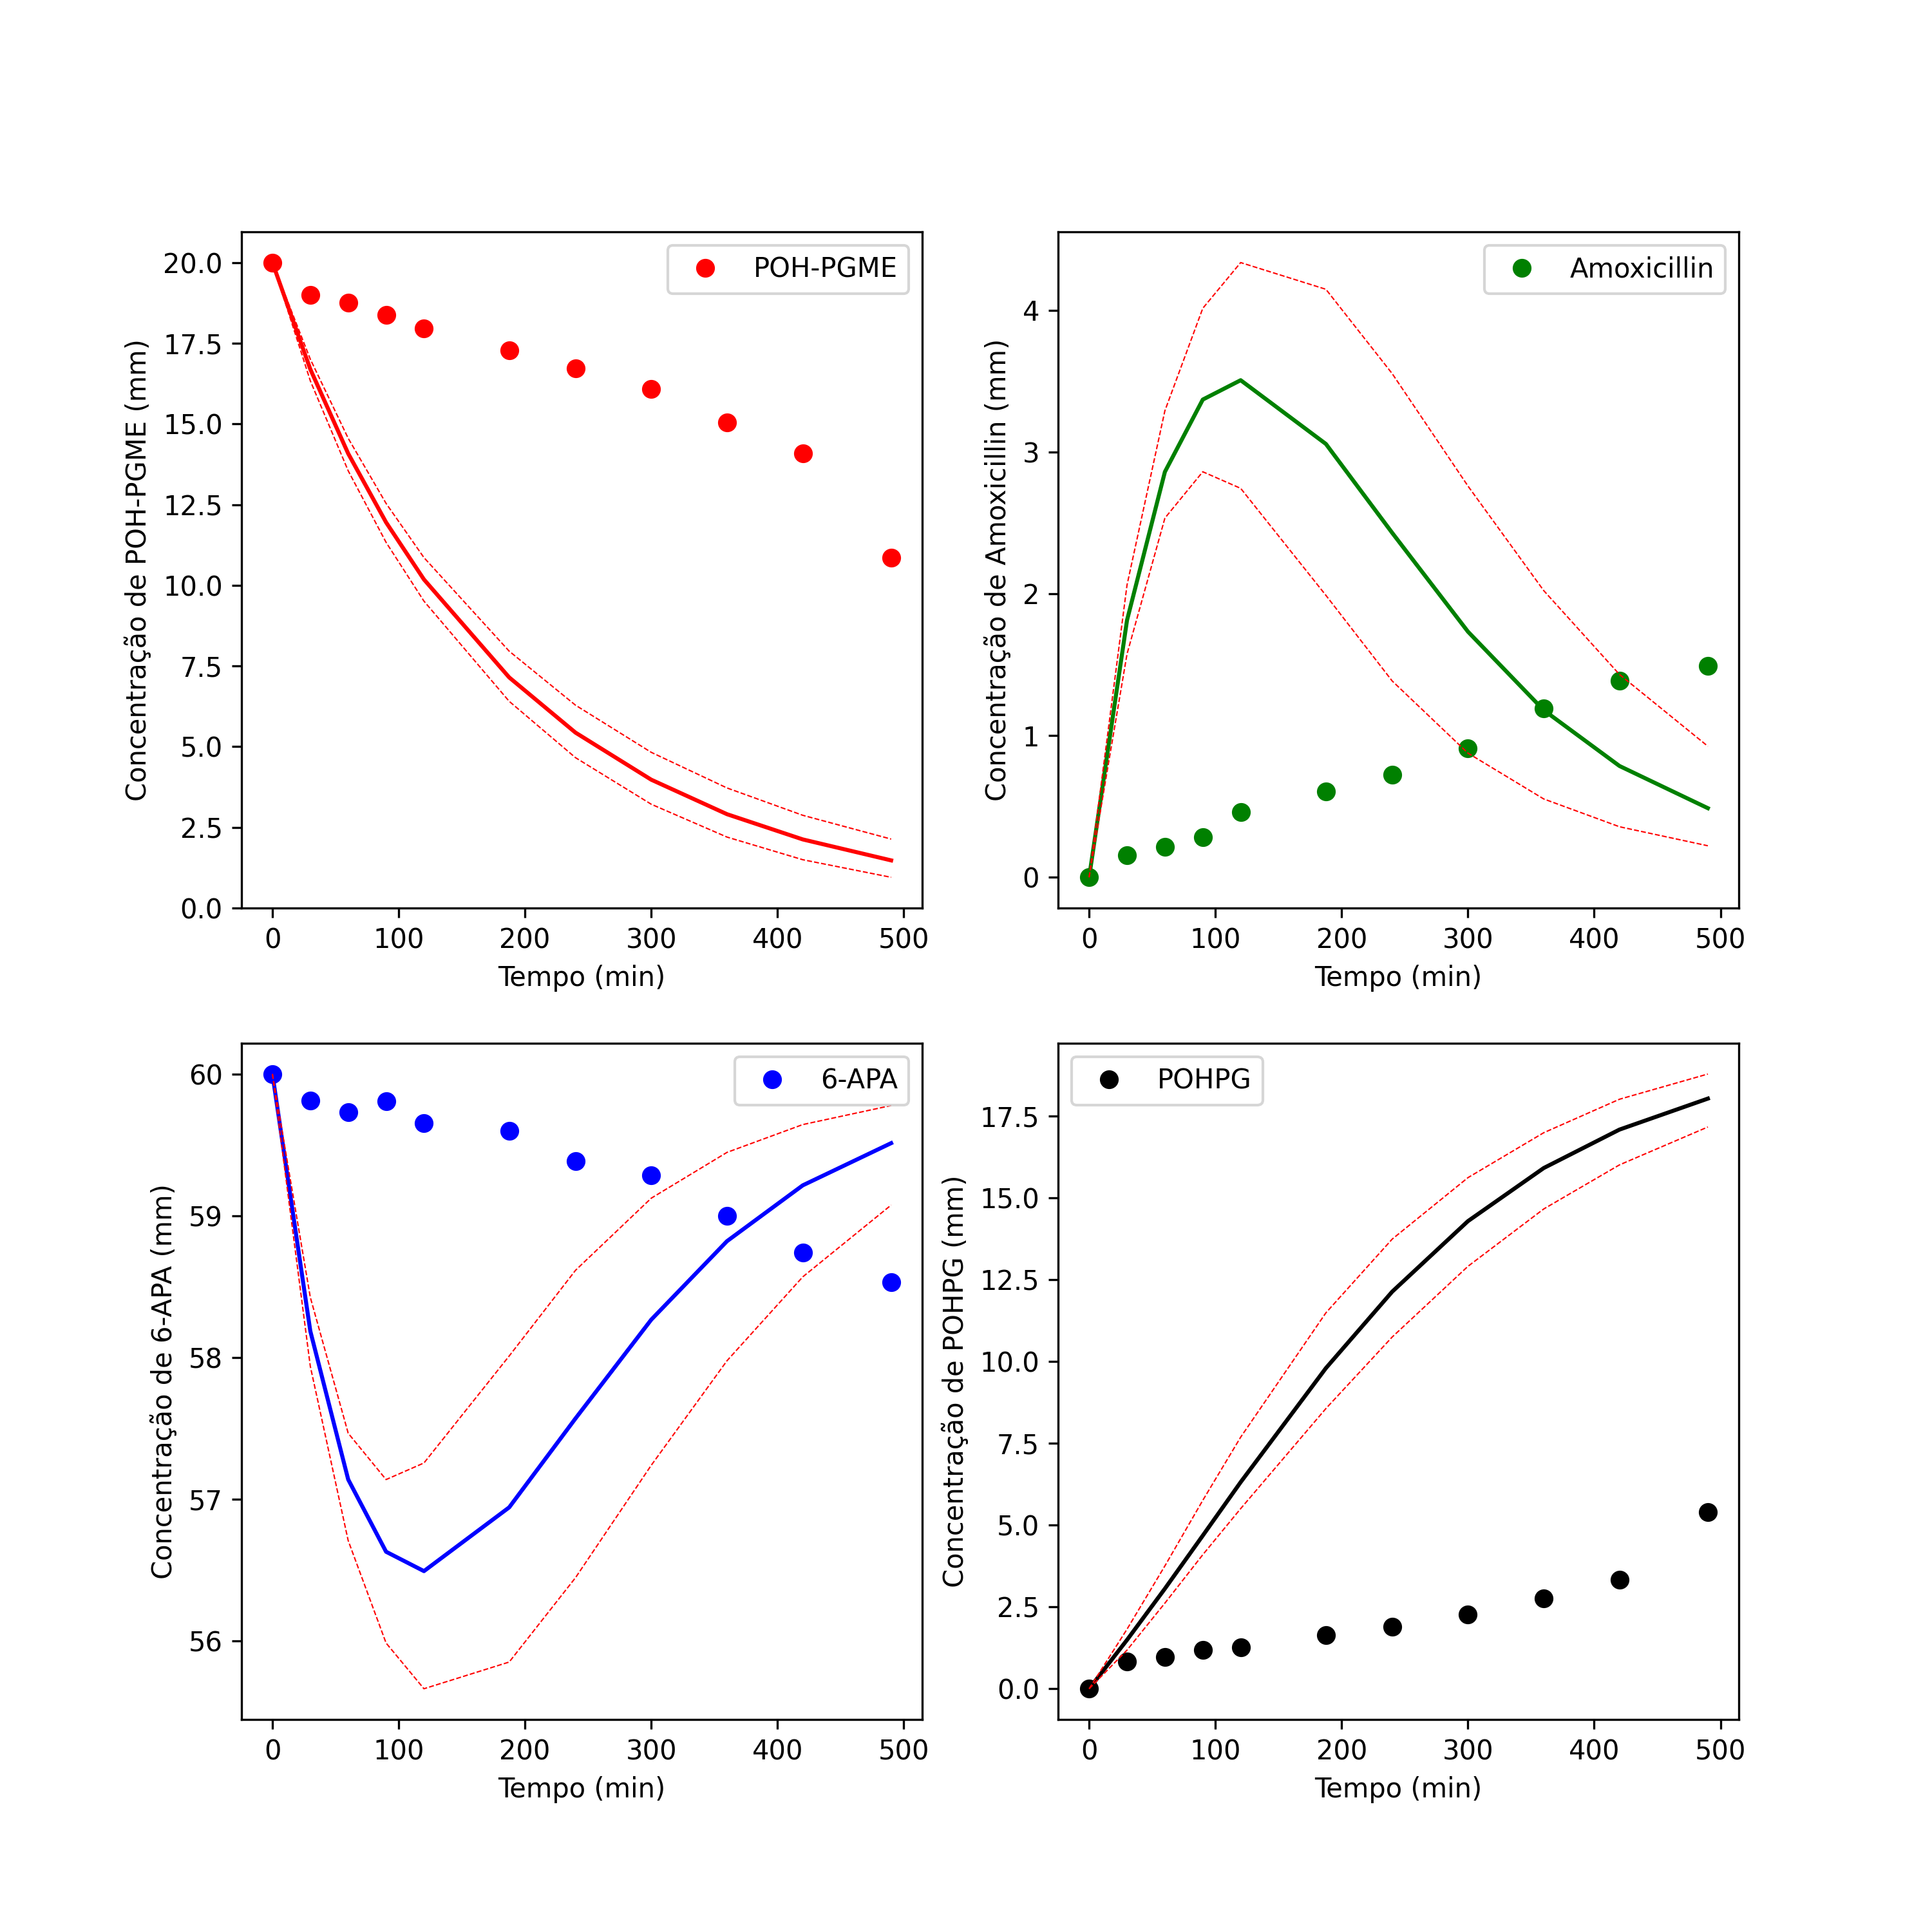 Concentração de POH-PGME (mm)
20.0
17.5
15.0
12.5
10.0
7.5
5.0
2.5
0.0
POH-PGME
0 100 200 300 400 500
Tempo (min)
Concentração de Amoxicillin (mm)
4
3
2
1
0
Amoxicillin
0 100 200 300 400 500
Tempo (min)
Concentração de 6-APA (mm)
60
59
58
57
56
6-APA
0 100 200 300 400 500
Tempo (min)
Concentração de POHPG (mm)
17.5
15.0
12.5
10.0
7.5
5.0
2.5
0.0
POHPG
0 100 200 300 400 500
Tempo (min)